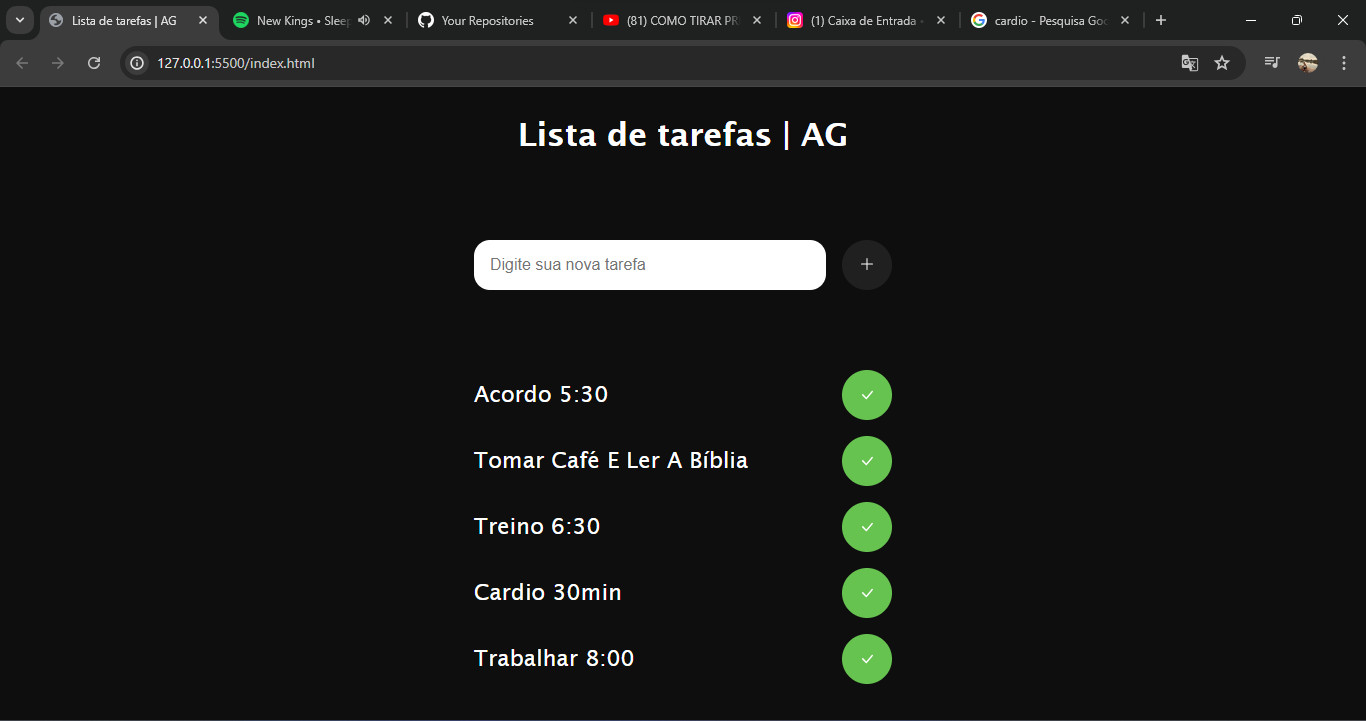 Lista de tarefas | AG
New Kings • Sleep
Your Repositories
(81) COMO TIRAR PR
(1) Caixa de Entrada
cardio - Pesquisa Goo
127.0.0.1:5500/index.html
Lista de tarefas | AG
Digite sua nova tarefa
+
Acordo 5:30
Tomar Café E Ler A Bíblia
Treino 6:30
Cardio 30min
Trabalhar 8:00